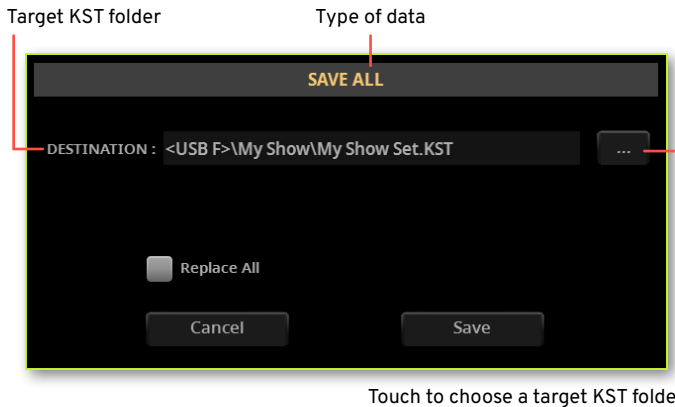 Target KST folder
Type of data
SAVE ALL
DESTINATION : <USB F>\My Show\My Show Set.KST ...
Replace All
Cancel Save
Touch to choose a target KST folde